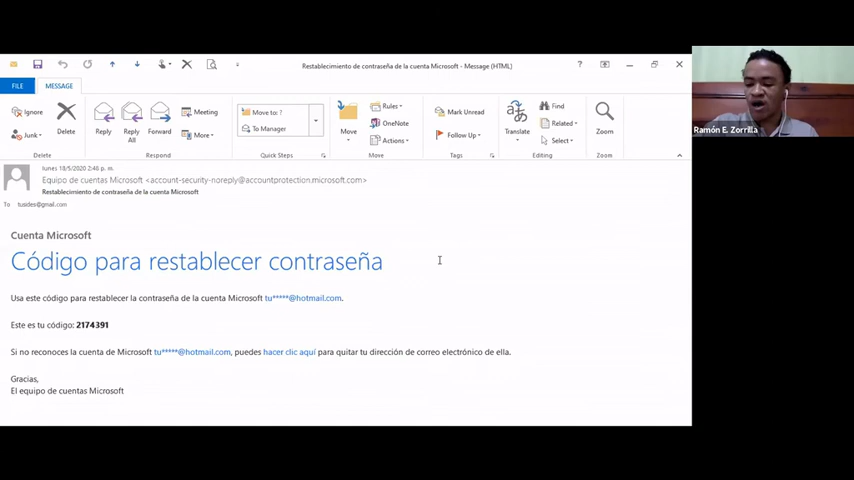 Restablecimiento de contraseña de la cuenta Microsoft - Message (HTML)
FILE
MESSAGE
Ignore
Junk
Delete
Reply
Reply All
Forward
Meeting
More
Move to: ?
To Manager
Move
Rules
OneNote
Actions
Mark Unread
Follow Up
Translate
Find
Related
Select
Zoom
Delete
Respond
Quick Steps
Move
Tags
Editing
Zoom
Ramón E. Zorrilla
lunes 18/5/2020 2:46 p. m.
Equipo de cuentas Microsoft <account-security-noreply@accountprotection.microsoft.com>
Restablecimiento de contraseña de la cuenta Microsoft
To tusides@gmail.com
Cuenta Microsoft
Código para restablecer contraseña
Usa este código para restablecer la contraseña de la cuenta Microsoft tu*****@hotmail.com.
Este es tu código: 2174391
Si no reconoces la cuenta de Microsoft tu*****@hotmail.com, puedes hacer clic aquí para quitar tu dirección de correo electrónico de ella.
Gracias,
El equipo de cuentas Microsoft